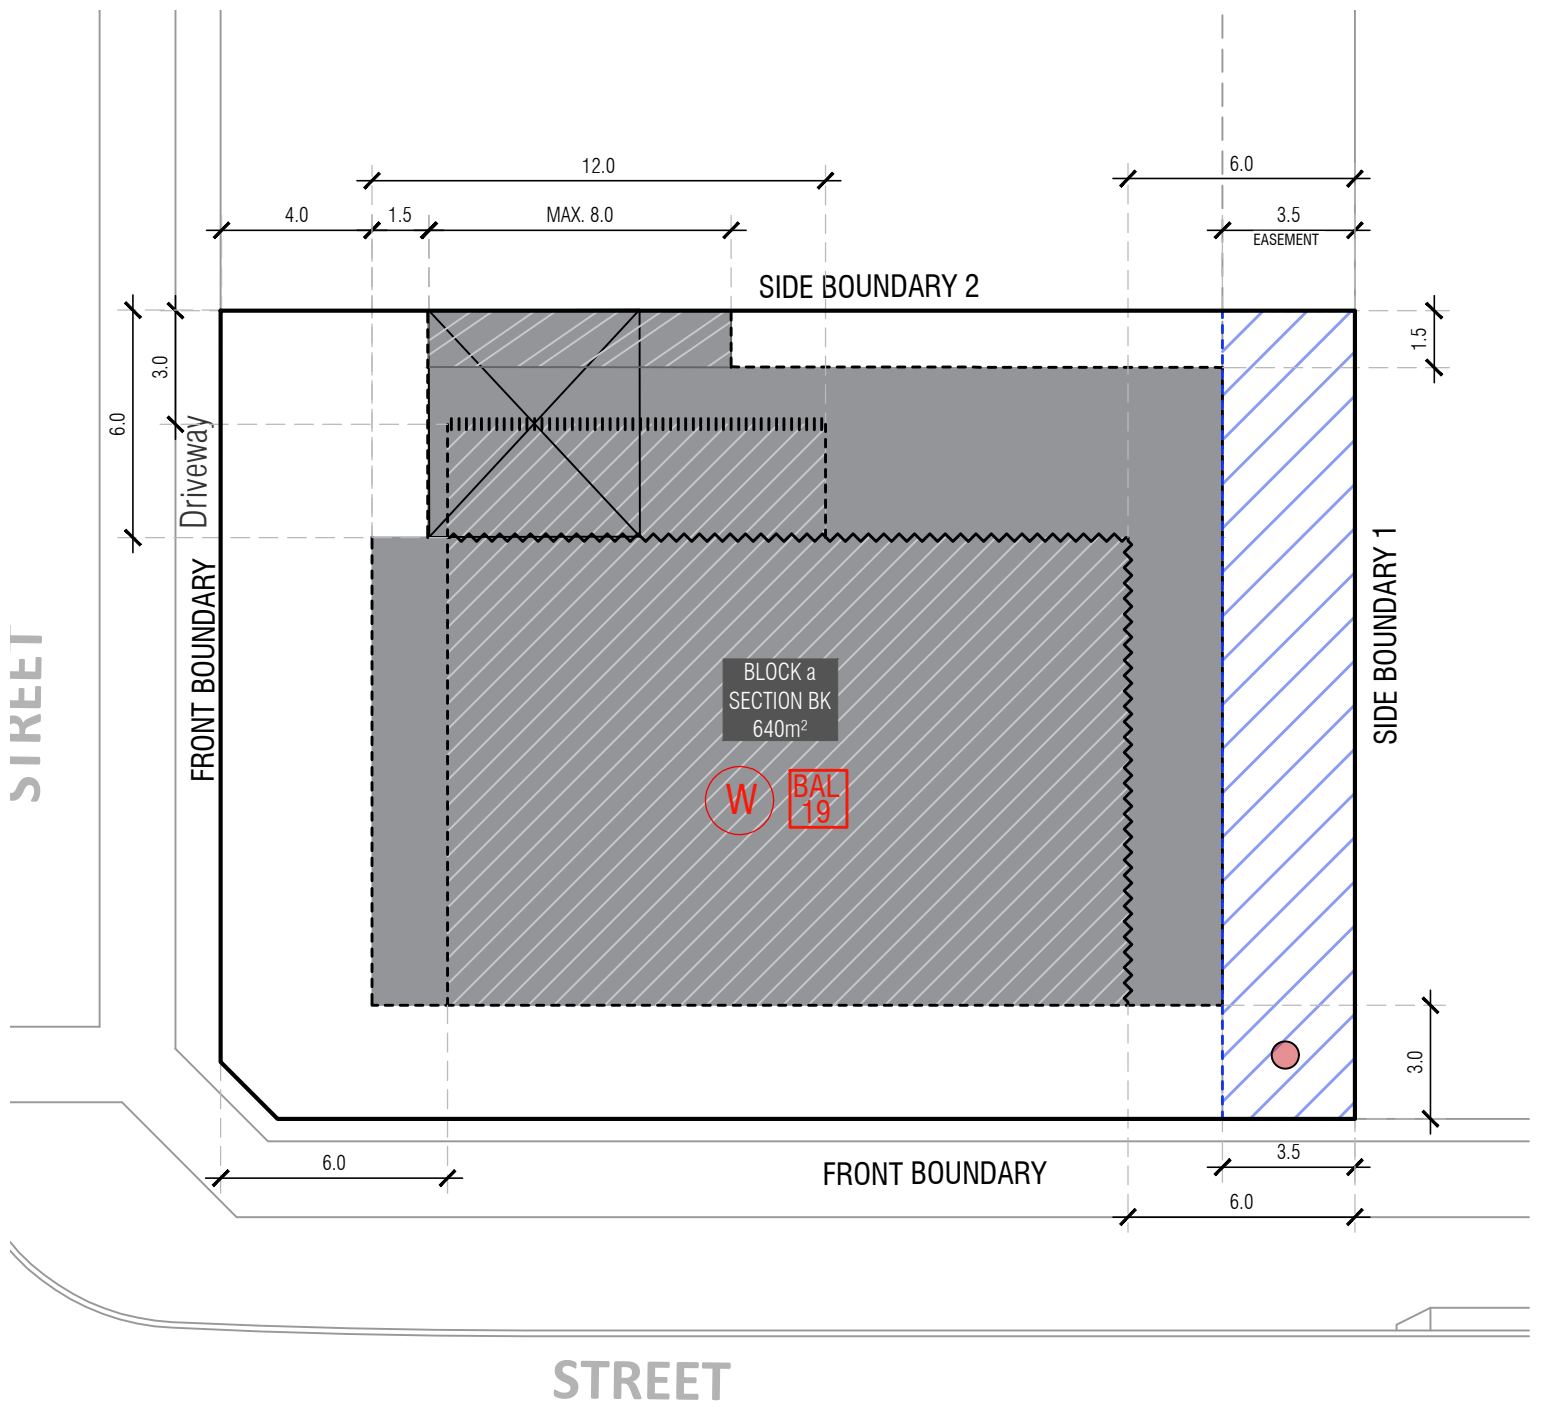 12.0
6.0
4.0
1.5
MAX. 8.0
3.5
EASEMENT
SIDE BOUNDARY 2
3.0
6.0
1.5
Driveway
FRONT BOUNDARY
SIDE BOUNDARY 1
STREET
BLOCK a
SECTION BK
640m²
W
BAL
19
3.0
6.0
FRONT BOUNDARY
3.5
6.0
STREET